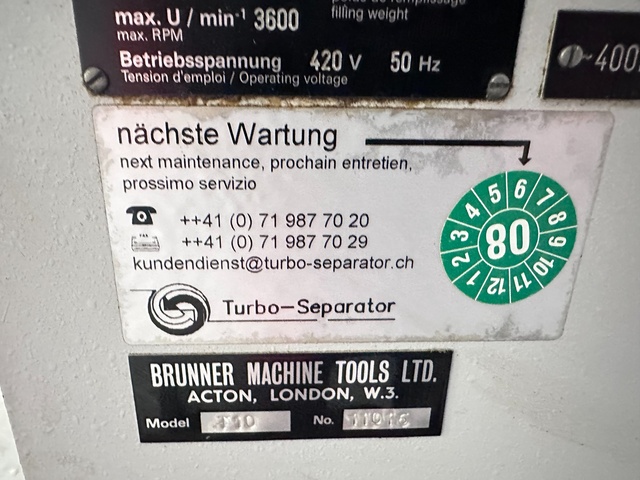 max. U / min⁻¹ 3600
max. RPM
filling weight
Betriebsspannung 420 V 50 Hz
Tension d'emploi / Operating voltage
~400
nächste Wartung
next maintenance, prochain entretien,
prossimo servizio
++41 (0) 71 987 70 20
++41 (0) 71 987 70 29
kundendienst@turbo-separator.ch
Turbo-Separator
1 2 3 4 5 6 7 8 9 10 11 12
08
BRUNNER MACHINE TOOLS LTD.
ACTON, LONDON, W.3.
Model
No.